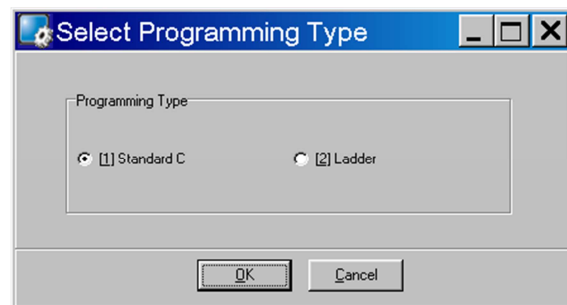 Select Programming Type
Programming Type
[1] Standard C [2] Ladder
OK Cancel